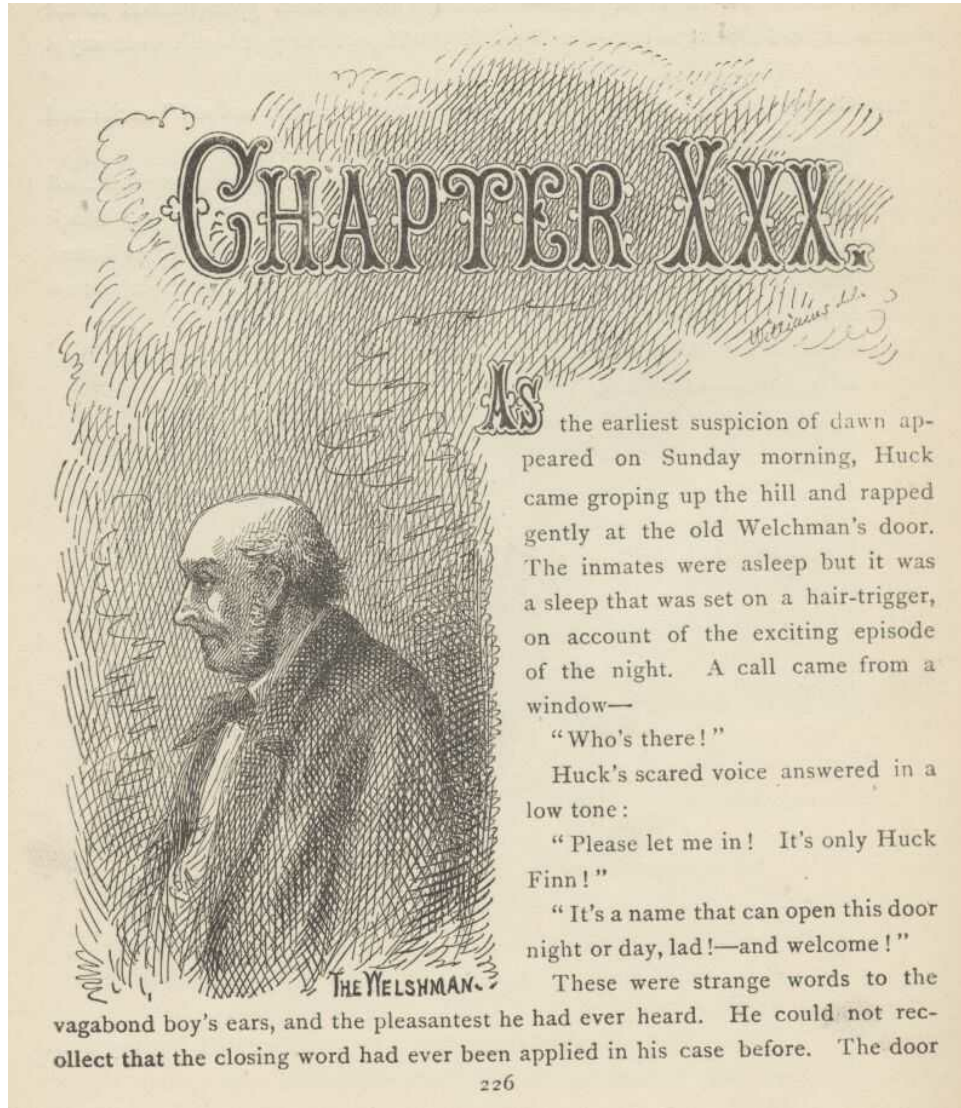 CHAPTER XXX.
Williams
As the earliest suspicion of dawn ap-
peared on Sunday morning, Huck
came groping up the hill and rapped
gently at the old Welchman's door.
The inmates were asleep but it was
a sleep that was set on a hair-trigger,
on account of the exciting episode
of the night. A call came from a
window—
"Who's there!"
Huck's scared voice answered in a
low tone:
"Please let me in! It's only Huck
Finn!"
"It's a name that can open this door
night or day, lad!—and welcome!"
These were strange words to the
THE WELSHMAN.
vagabond boy's ears, and the pleasantest he had ever heard. He could not rec-
ollect that the closing word had ever been applied in his case before. The door
226